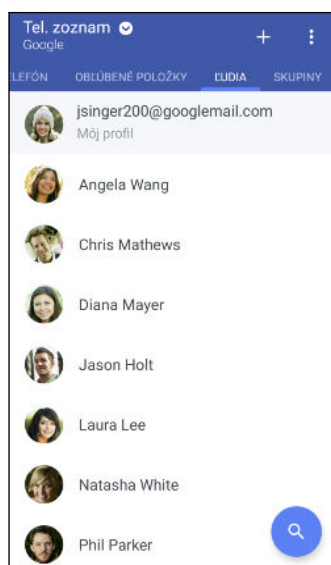 Tel. zoznam
Google
ELEFÓN OBĽÚBENÉ POLOŽKY ĽUDIA SKUPINY
jsinger200@googlemail.com
Môj profil
Angela Wang
Chris Mathews
Diana Mayer
Jason Holt
Laura Lee
Natasha White
Phil Parker